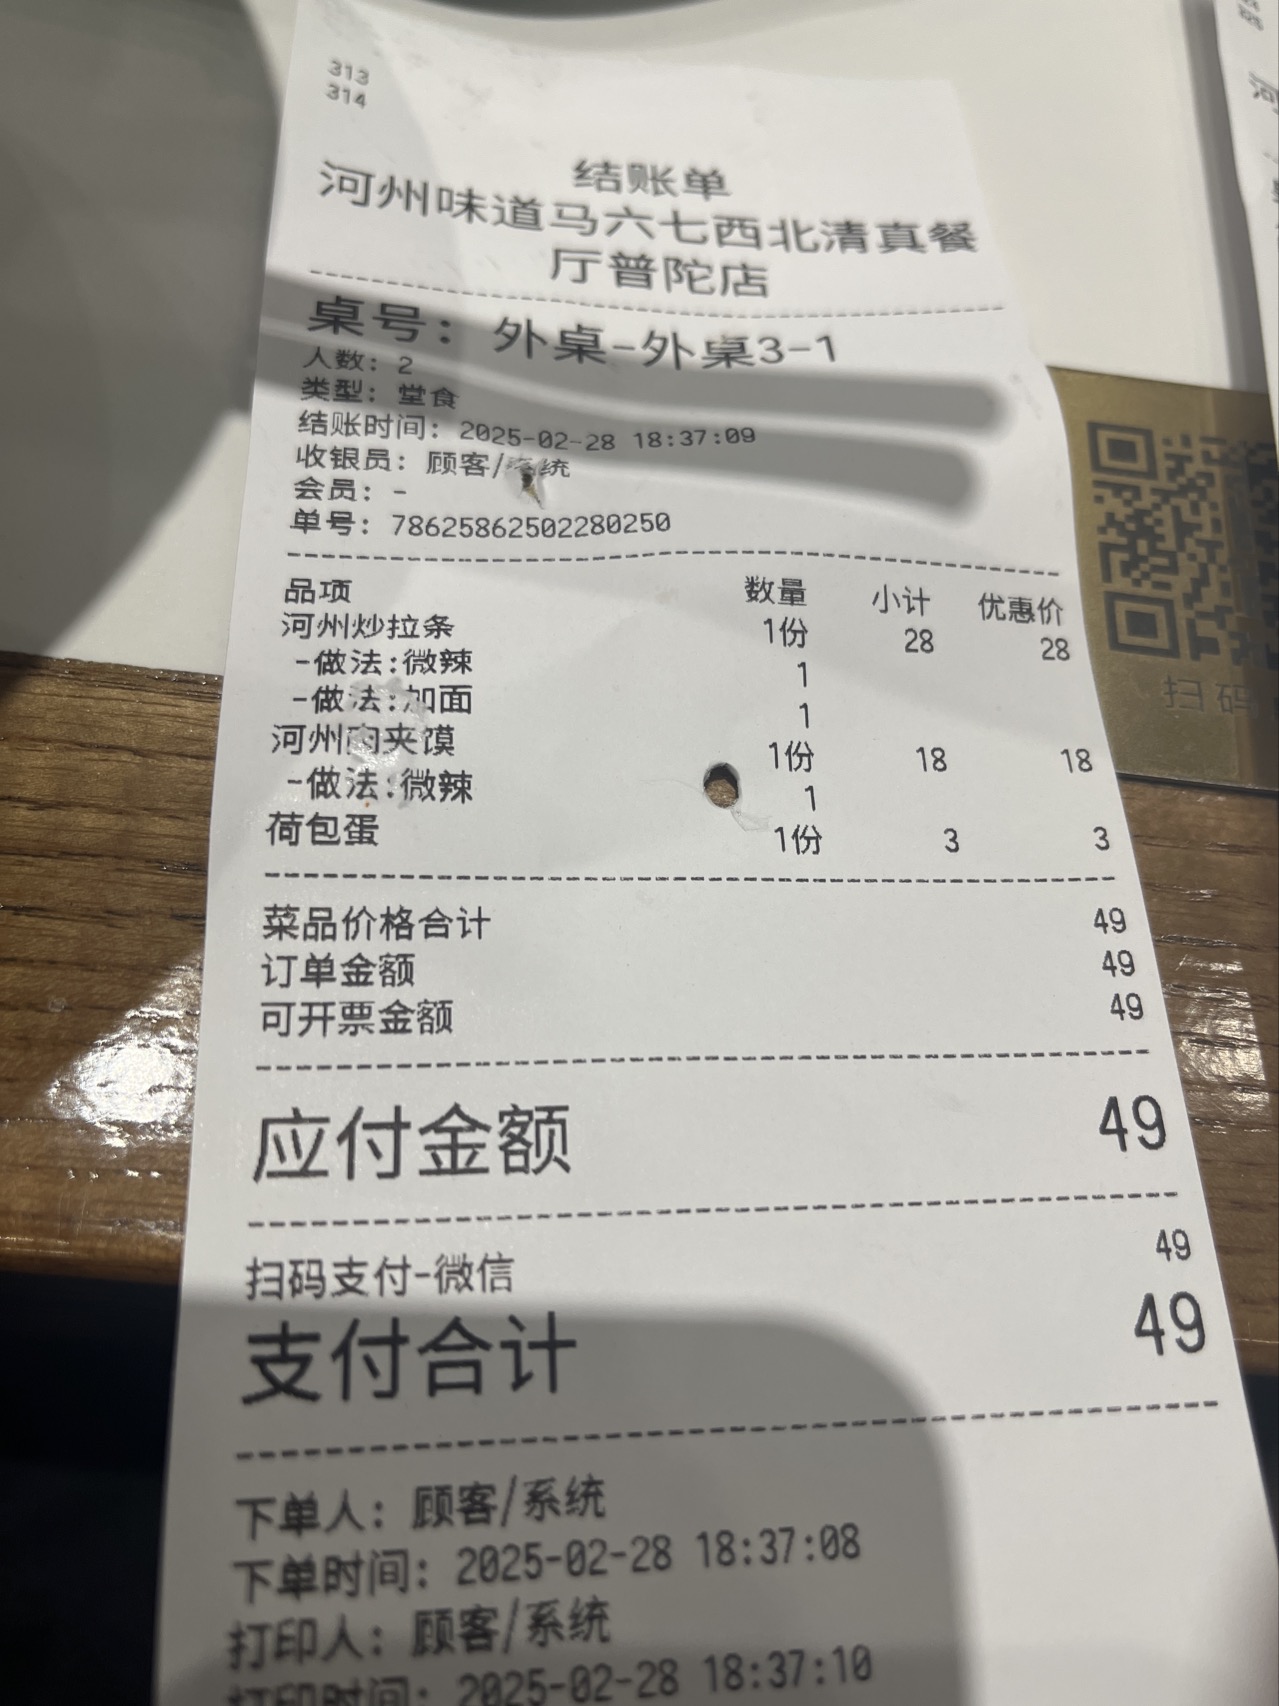 313
314
结账单
河州味道马六七西北清真餐
厅普陀店
桌号: 外桌-外桌3-1
人数: 2
类型: 堂食
结账时间: 2025-02-28 18:37:09
收银员: 顾客/系统
会员: -
单号: 78625862502280250
品项 数量 小计 优惠价
河州炒拉条 1份 28 28
-做法:微辣 1
-做法:加面 1
河州肉夹馍 1份 18 18
-做法:微辣 1
荷包蛋 1份 3 3
菜品价格合计 49
订单金额 49
可开票金额 49
应付金额 49
扫码支付-微信 49
支付合计 49
下单人: 顾客/系统
下单时间: 2025-02-28 18:37:08
打印人: 顾客/系统
打印时间: 2025-02-28 18:37:10
扫码
河